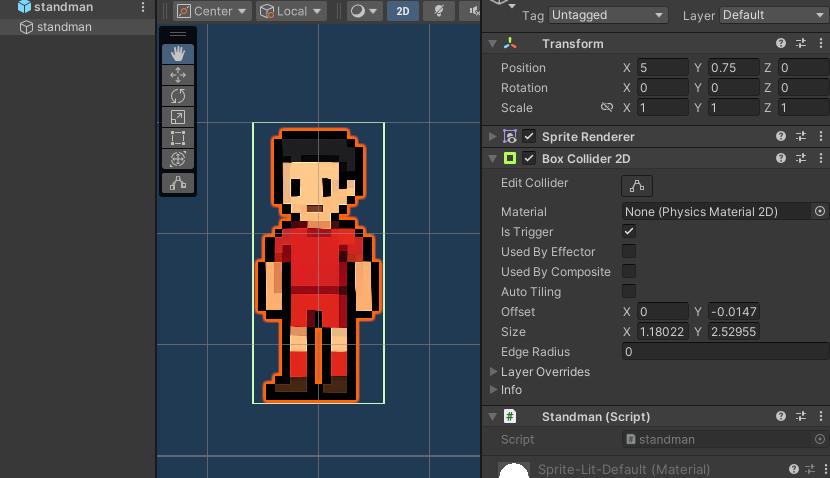 standman
standman
Center
Local
2D
Tag Untagged Layer Default
Transform
Position X 5 Y 0.75 Z 0
Rotation X 0 Y 0 Z 0
Scale X 1 Y 1 Z 1
Sprite Renderer
Box Collider 2D
Edit Collider
Material None (Physics Material 2D)
Is Trigger
Used By Effector
Used By Composite
Auto Tiling
Offset X 0 Y -0.0147
Size X 1.18022 Y 2.52955
Edge Radius 0
Layer Overrides
Info
# Standman (Script)
Script # standman
Sprite-Lit-Default (Material)